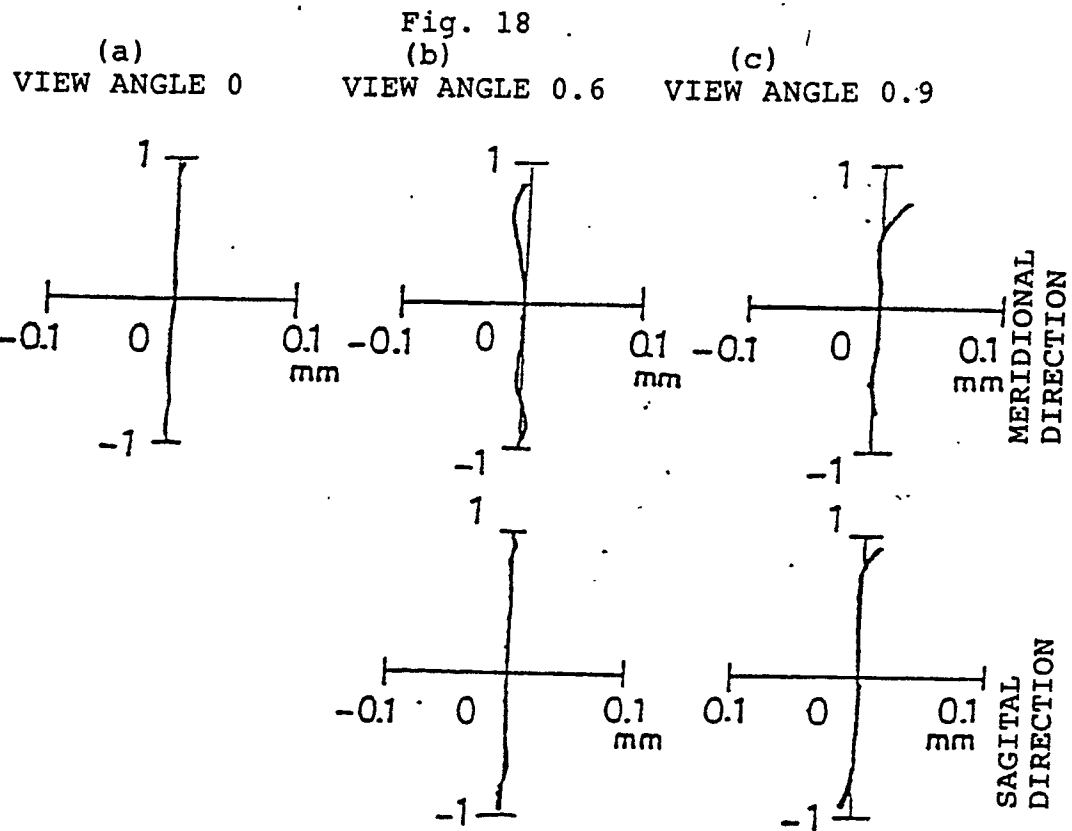 Fig. 18
(a)
VIEW ANGLE 0
(b)
VIEW ANGLE 0.6
(c)
VIEW ANGLE 0.9
1
-0.1 0 0.1
mm
-1
1
-0.1 0 0.1
mm
-1
1
-0.1 0 0.1
mm
-1
MERIDIONAL
DIRECTION
1
-0.1 0 0.1
mm
-1
1
0.1 0 0.1
mm
-1
SAGITAL
DIRECTION